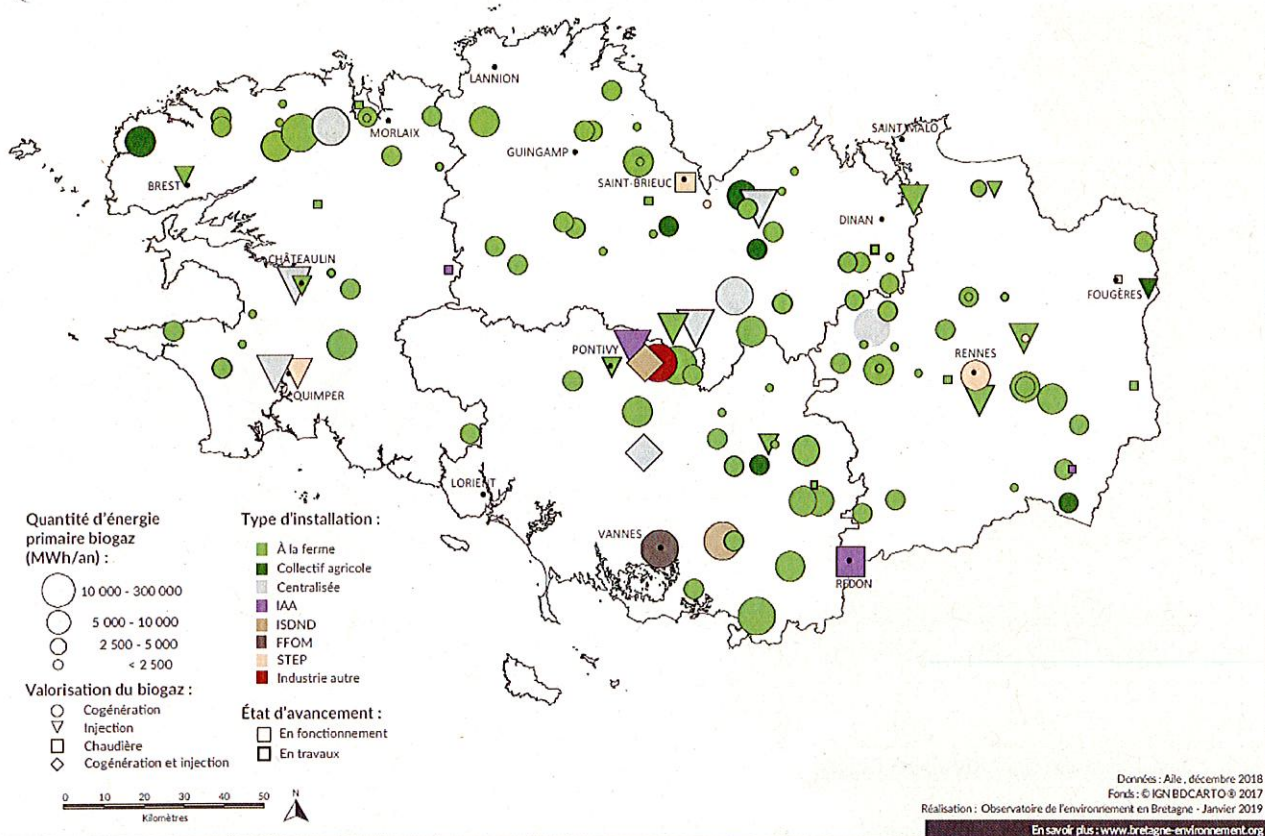 LANNION
MORLAIX
SAINT MALO
GUINGAMP
BREST
SAINT-BRIEUC
DINAN
CHÂTEAULIN
FOUGÈRES
PONTIVY
RENNES
QUIMPER
LORIENT
VANNES
REDON
Quantité d'énergie
primaire biogaz
(MWh/an) :
10 000 - 300 000
5 000 - 10 000
2 500 - 5 000
< 2 500
Valorisation du biogaz :
Cogénération
Injection
Chaudière
Cogénération et injection
Type d'installation :
À la ferme
Collectif agricole
Centralisée
IAA
ISDND
FFOM
STEP
Industrie autre
État d'avancement :
En fonctionnement
En travaux
0 10 20 30 40 50
Kilomètres
N
Données : Aile, décembre 2018
Fonds : © IGN BDCARTO ® 2017
Réalisation : Observatoire de l'environnement en Bretagne - Janvier 2019
En savoir plus : www.bretagne-environnement.org